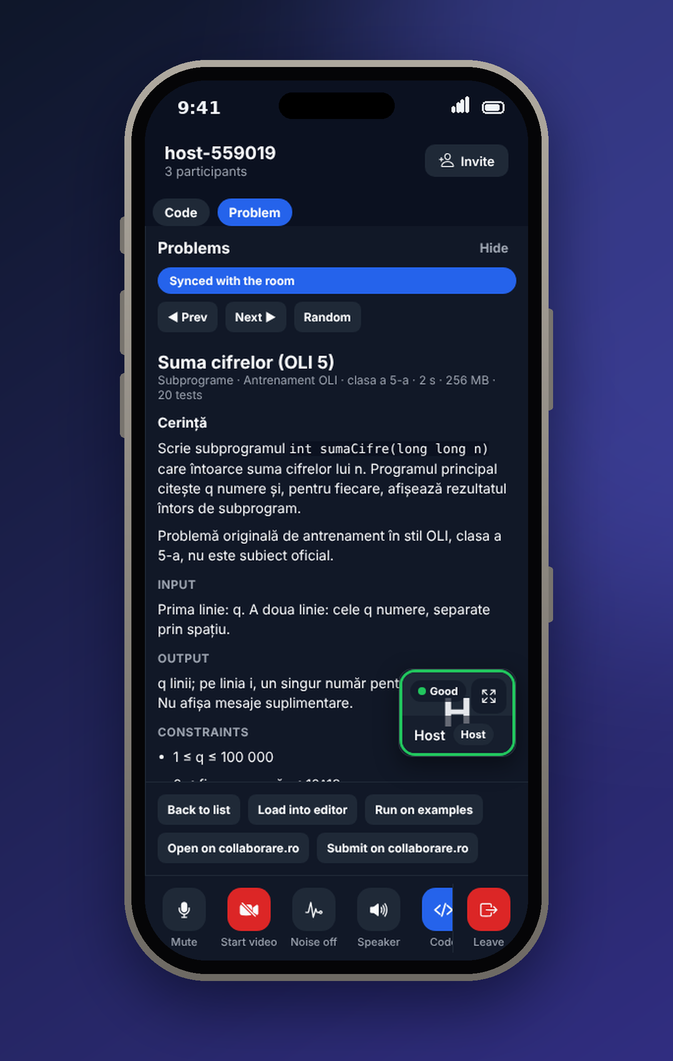 9:41
host-559019
3 participants
Invite
Code
Problem
Problems
Hide
Synced with the room
◀ Prev
Next ▶
Random
Suma cifrelor (OLI 5)
Subprograme · Antrenament OLI · clasa a 5-a · 2 s · 256 MB ·
20 tests
Cerință
Scrie subprogramul int sumaCifre(long long n)
care întoarce suma cifrelor lui n. Programul principal
citește q numere și, pentru fiecare, afișează rezultatul
întors de subprogram.
Problemă originală de antrenament în stil OLI, clasa a
5-a, nu este subiect oficial.
INPUT
Prima linie: q. A doua linie: cele q numere, separate
prin spațiu.
OUTPUT
q linii; pe linia i, un singur număr
Nu afișa mesaje suplimentare.
Good
H
Host
Host
CONSTRAINTS
• 1 ≤ q ≤ 100 000
Back to list
Load into editor
Run on examples
Open on collaborare.ro
Submit on collaborare.ro
Mute
Start video
Noise off
Speaker
Leave